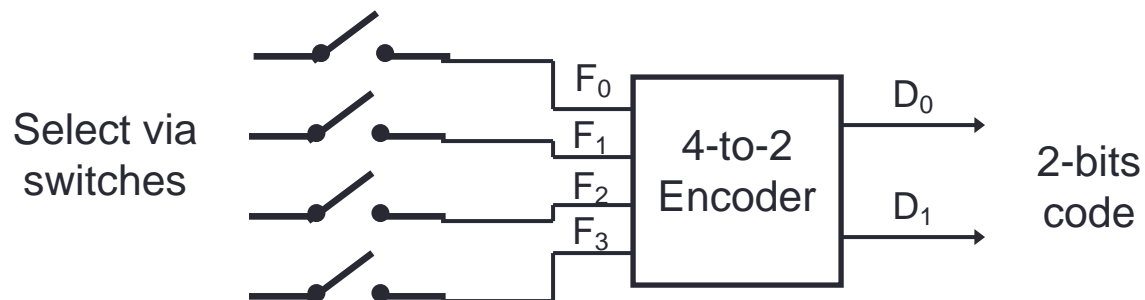 Select via
switches
F₀
F₁
F₂
F₃
4-to-2
Encoder
D₀
D₁
2-bits
code